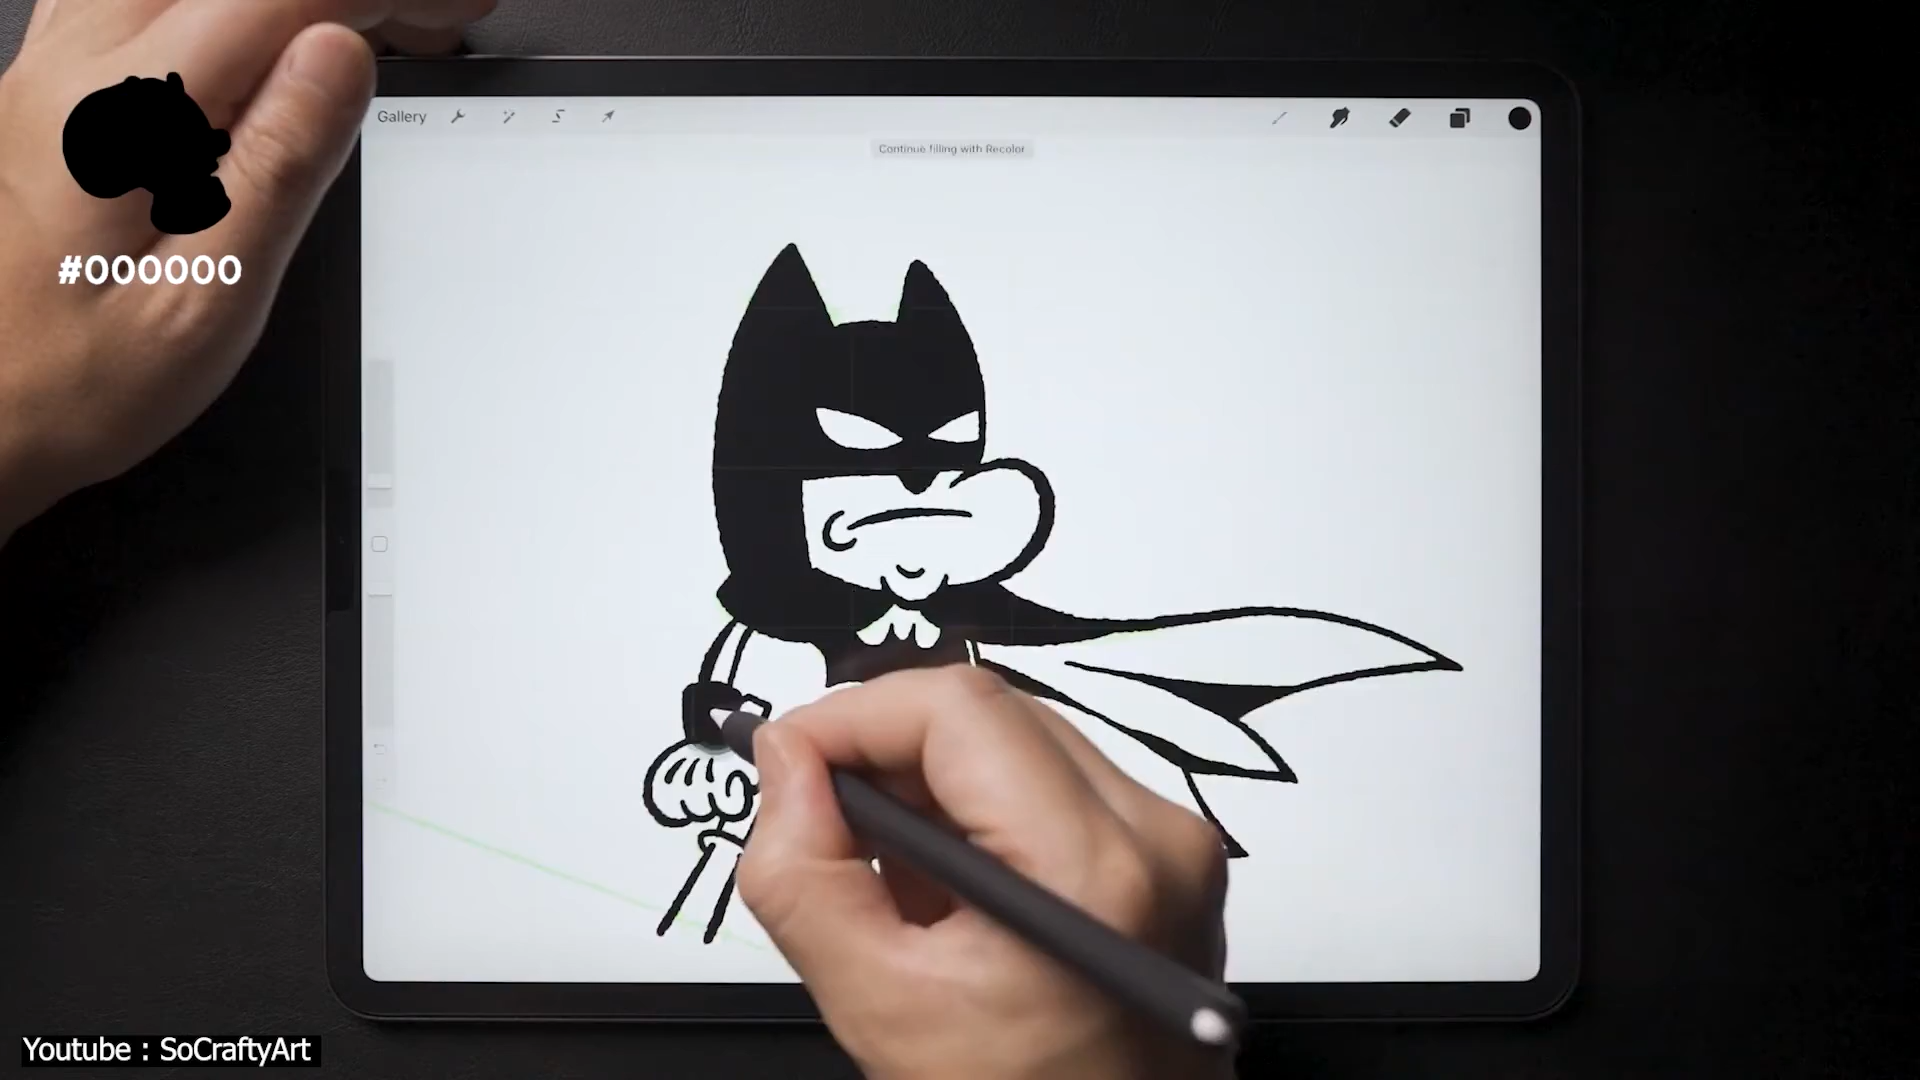 Gallery
Continue filling with Recolor
#000000
Youtube : SoCraftyArt